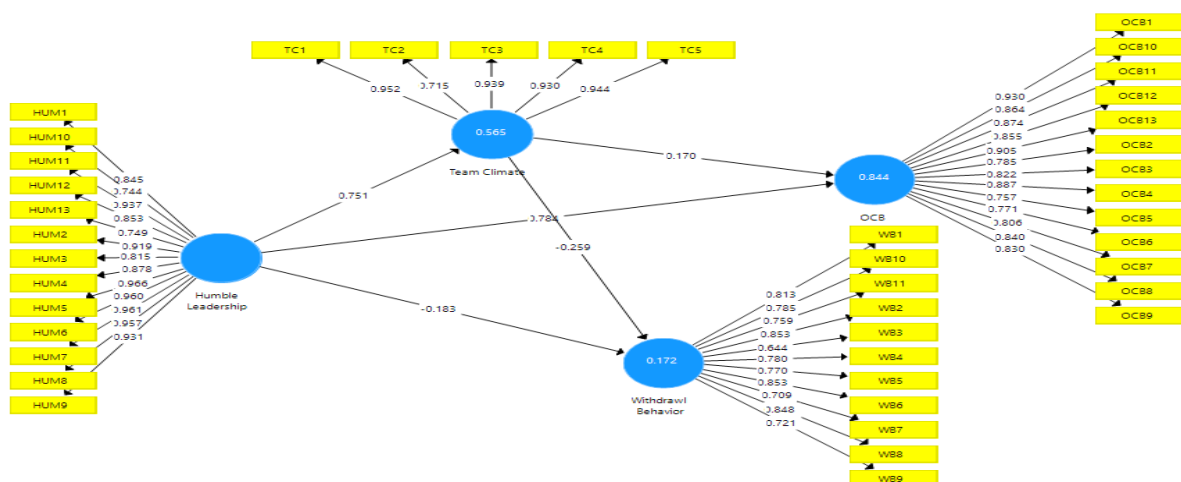 TC1 TC2 TC3 TC4 TC5
0.952 0.715 0.939 0.930 0.944
0.565
Team Climate
HUM1
HUM10
HUM11
HUM12
HUM13
HUM2
HUM3
HUM4
HUM5
HUM6
HUM7
HUM8
HUM9
0.845
0.744
0.937
0.853
0.749
0.919
0.815
0.878
0.966
0.960
0.961
0.957
0.931
Humble
Leadership
0.751
0.170
0.784
-0.259
-0.183
0.844
OCB
0.930
0.864
0.874
0.855
0.905
0.785
0.822
0.887
0.757
0.771
0.806
0.840
0.830
OCB1
OCB10
OCB11
OCB12
OCB13
OCB2
OCB3
OCB4
OCB5
OCB6
OCB7
OCB8
OCB9
0.172
Withdrawl
Behavior
0.813
0.785
0.759
0.853
0.644
0.780
0.770
0.853
0.709
0.848
0.721
WB1
WB10
WB11
WB2
WB3
WB4
WB5
WB6
WB7
WB8
WB9